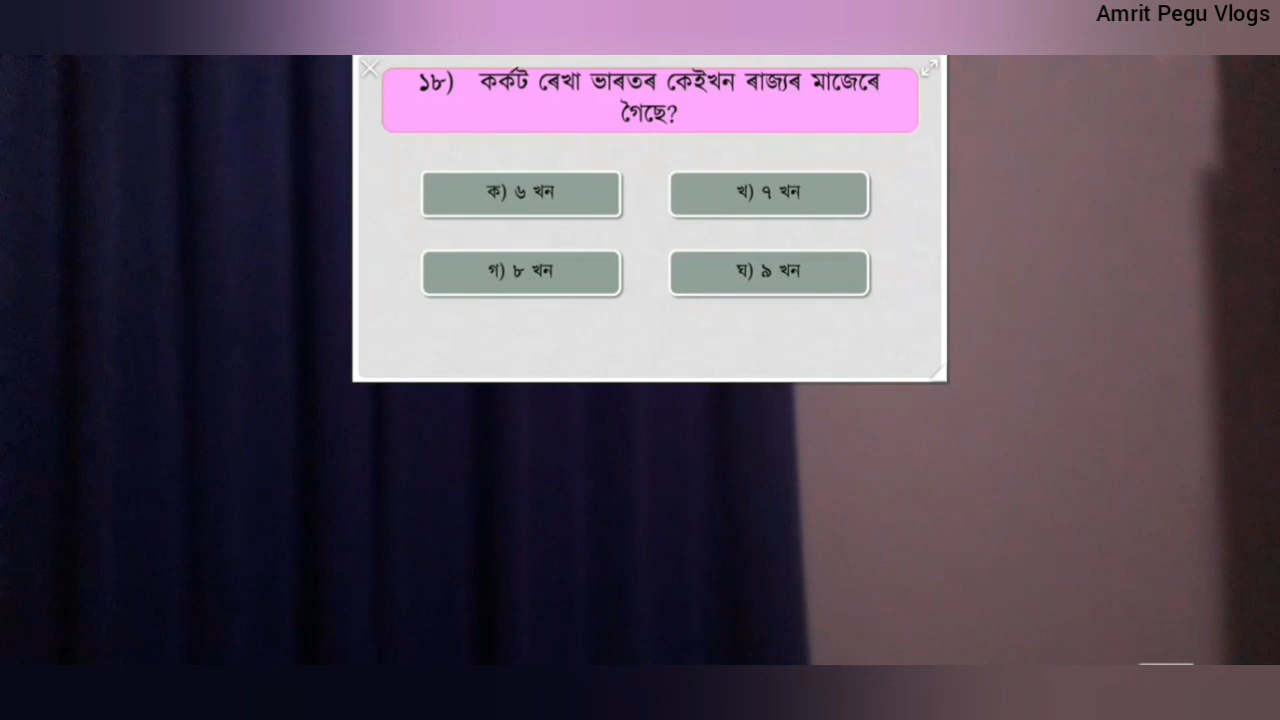 Amrit Pegu Vlogs
১৮) কৰ্কট ৰেখা ভাৰতৰ কেইখন ৰাজ্যৰ মাজেৰে
গৈছে?
ক) ৬ খন
খ) ৭ খন
গ) ৮ খন
ঘ) ৯ খন